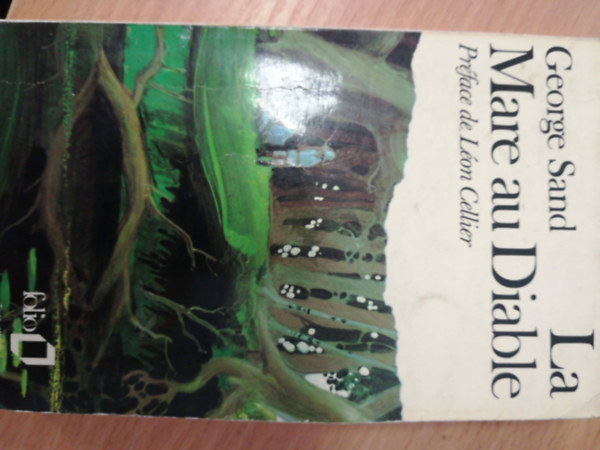 George Sand
La
Mare au Diable
Préface de Léon Cellier
folio